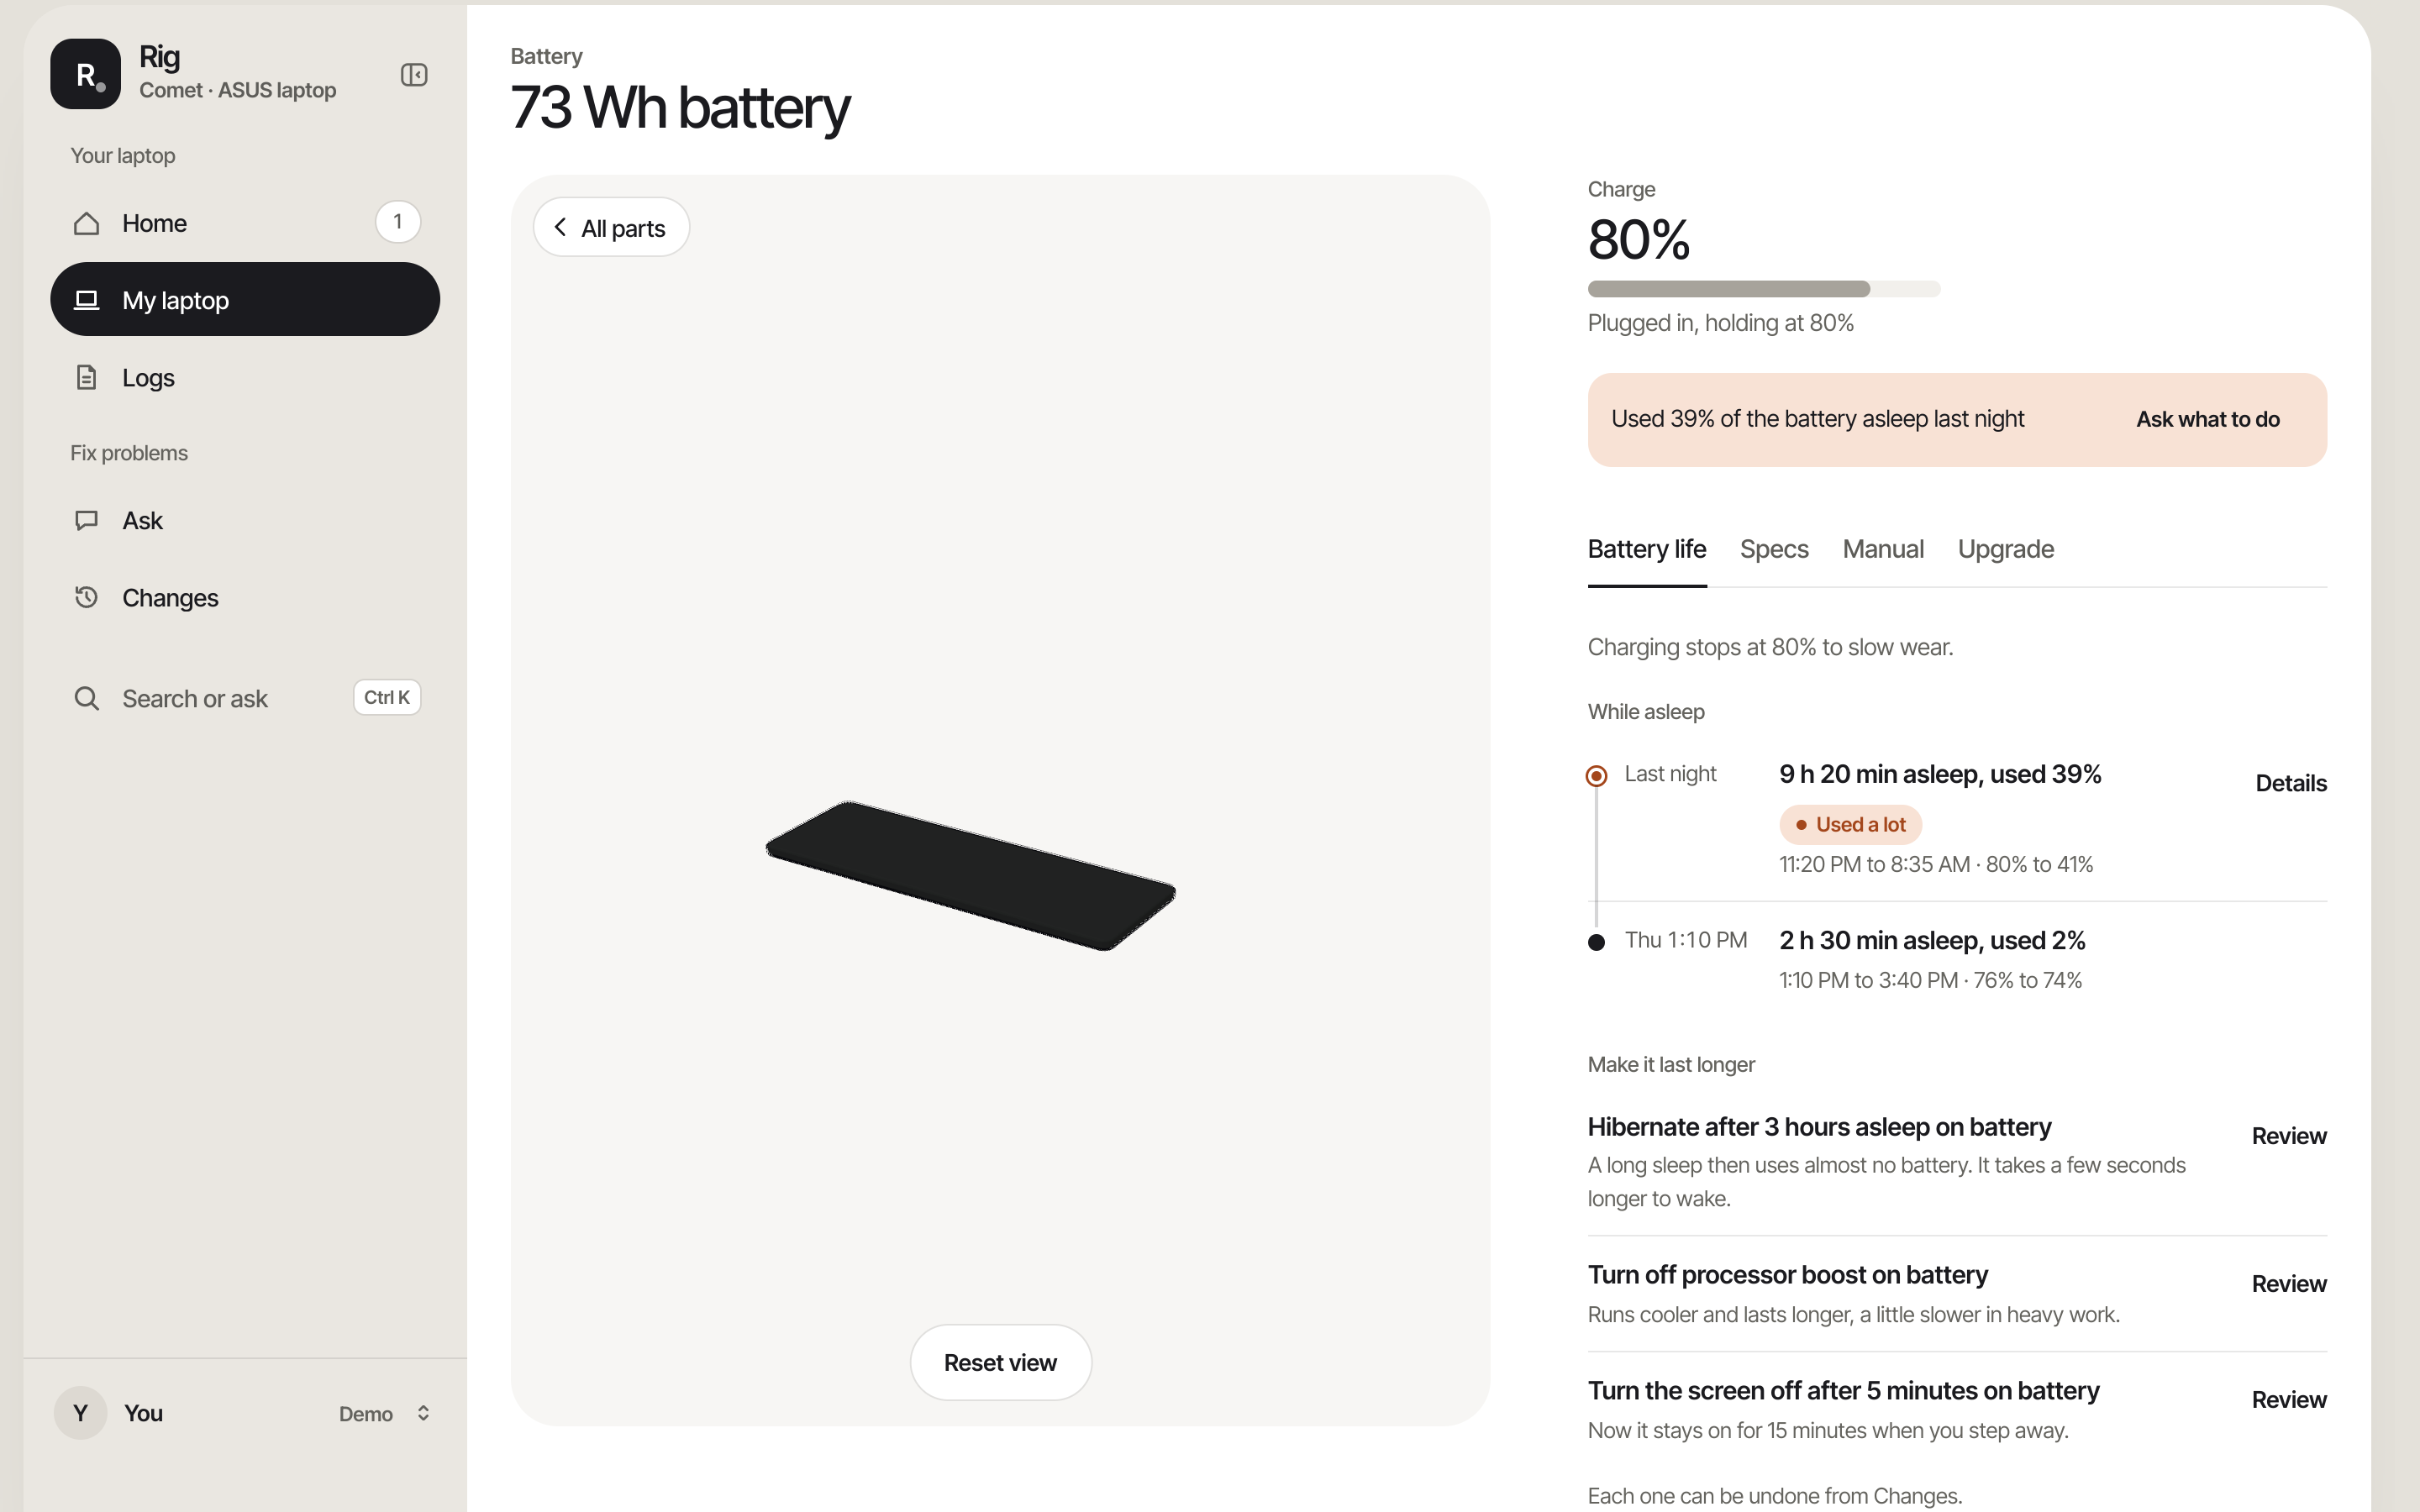 R.
Rig
Comet · ASUS laptop
Your laptop
Home
1
My laptop
Logs
Fix problems
Ask
Changes
Search or ask
Ctrl K
Y
You
Demo
Battery
73 Wh battery
All parts
Reset view
Charge
80%
Plugged in, holding at 80%
Used 39% of the battery asleep last night
Ask what to do
Battery life
Specs
Manual
Upgrade
Charging stops at 80% to slow wear.
While asleep
Last night
9 h 20 min asleep, used 39%
Details
Used a lot
11:20 PM to 8:35 AM · 80% to 41%
Thu 1:10 PM
2 h 30 min asleep, used 2%
1:10 PM to 3:40 PM · 76% to 74%
Make it last longer
Hibernate after 3 hours asleep on battery
Review
A long sleep then uses almost no battery. It takes a few seconds
longer to wake.
Turn off processor boost on battery
Review
Runs cooler and lasts longer, a little slower in heavy work.
Turn the screen off after 5 minutes on battery
Review
Now it stays on for 15 minutes when you step away.
Each one can be undone from Changes.